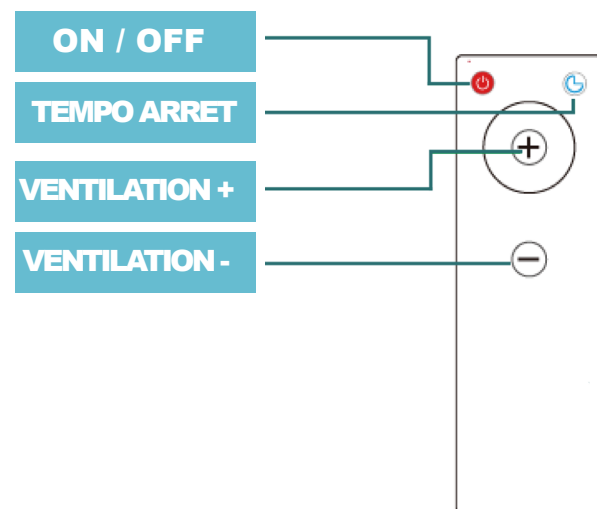 ON / OFF
TEMPO ARRET
VENTILATION +
VENTILATION -